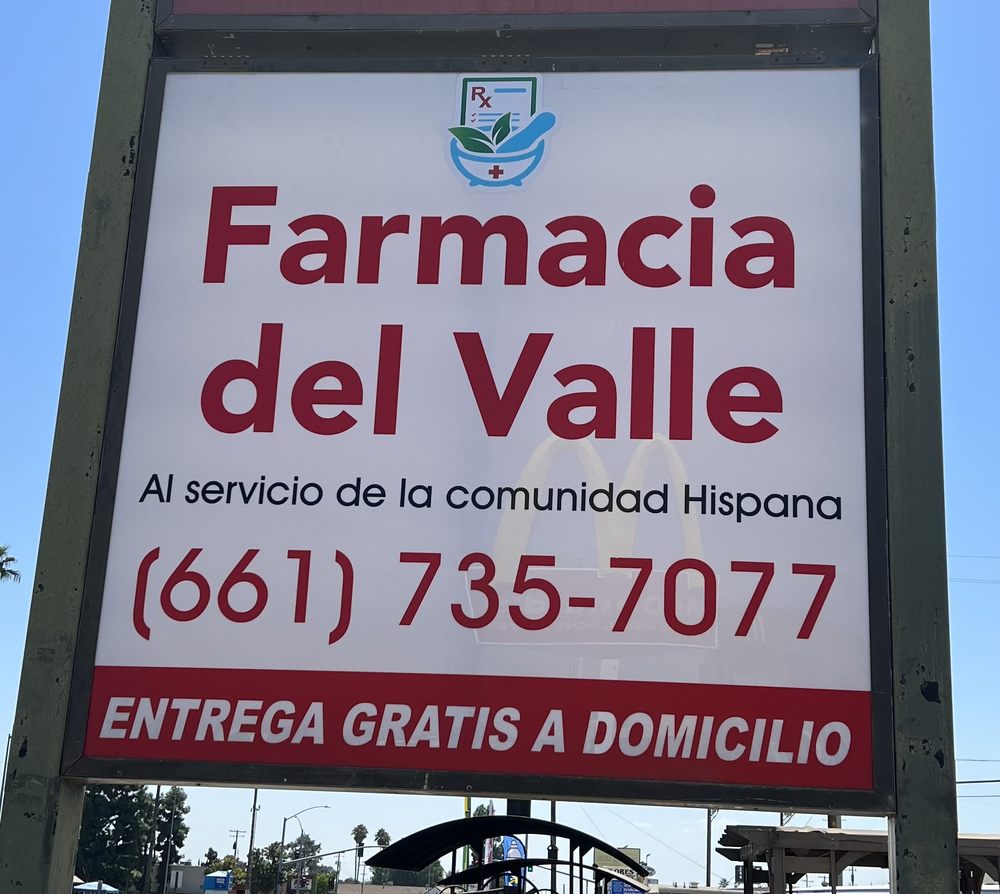 Rx
Farmacia
del Valle
Al servicio de la comunidad Hispana
(661) 735-7077
ENTREGA GRATIS A DOMICILIO